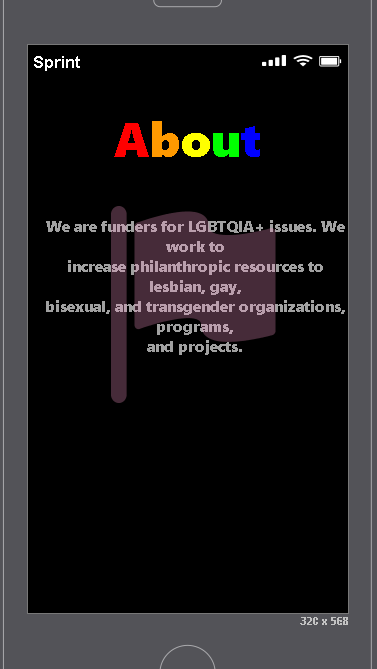 Sprint
About
We are funders for LGBTQIA+ issues. We
work to
increase philanthropic resources to
lesbian, gay,
bisexual, and transgender organizations,
programs,
and projects.
320 x 568